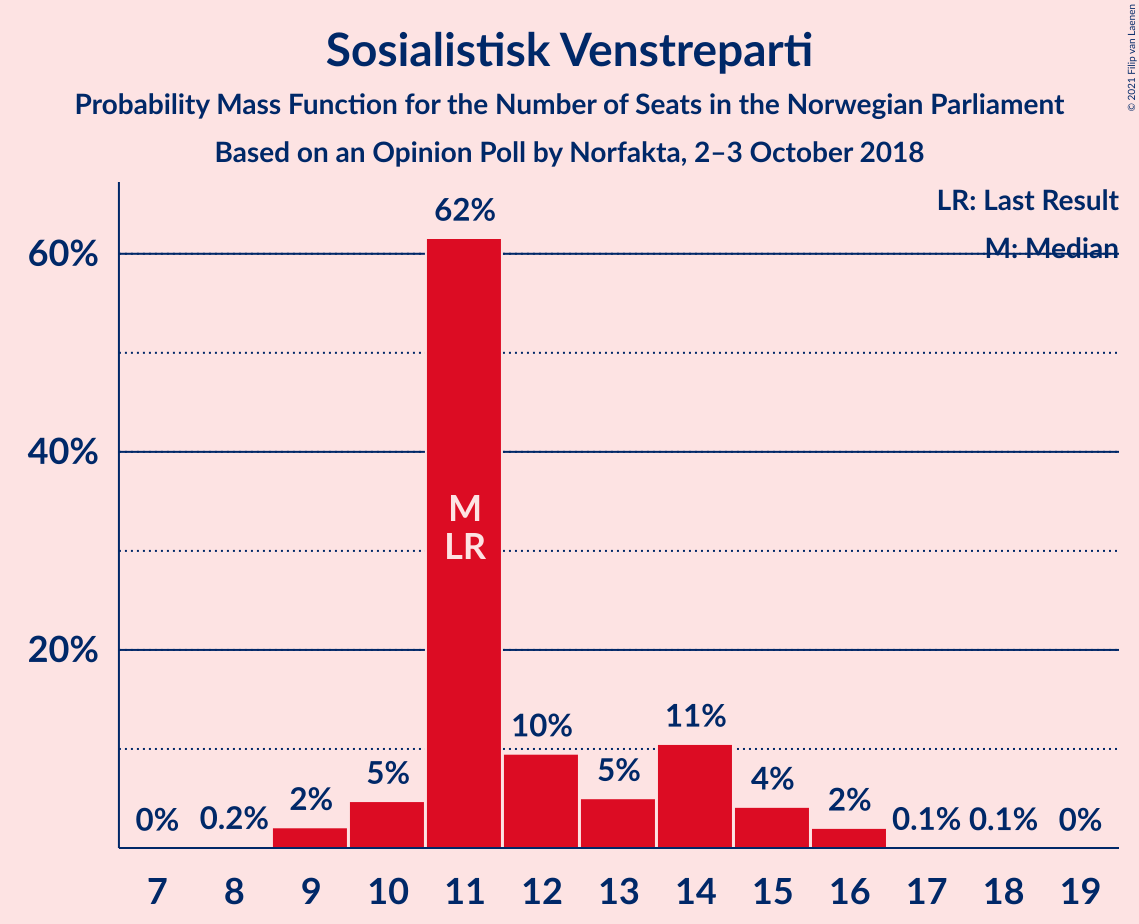 Sosialistisk Venstreparti
Probability Mass Function for the Number of Seats in the Norwegian Parliament
Based on an Opinion Poll by Norfakta, 2–3 October 2018
© 2021 Filip van Laenen
LR: Last Result
M: Median
60%
40%
20%
62%
M
LR
0%
0.2%
2%
5%
10%
5%
11%
4%
2%
0.1%
0.1%
0%
7 8 9 10 11 12 13 14 15 16 17 18 19